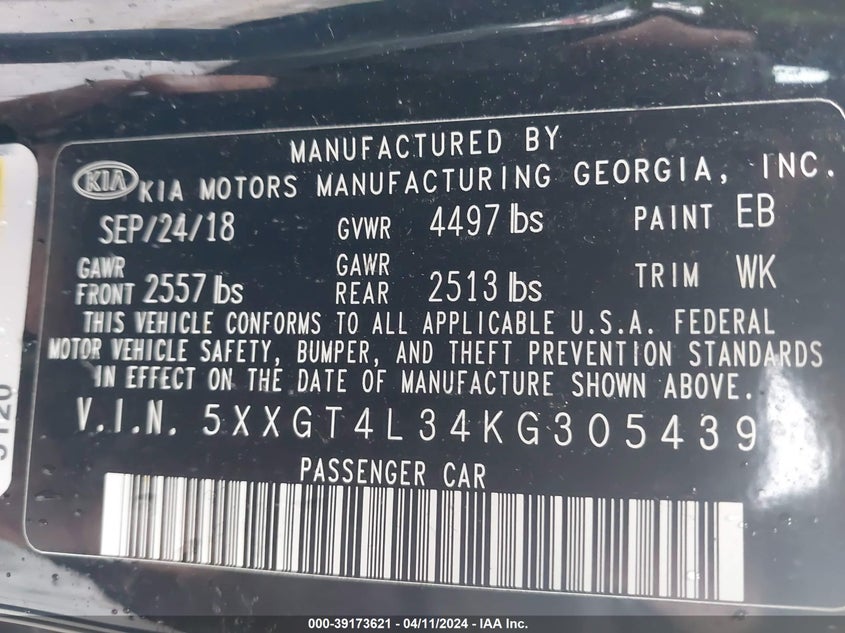 MANUFACTURED BY
KIA KIA MOTORS MANUFACTURING GEORGIA, INC.
SEP/24/18 GVWR 4497 lbs PAINT EB
GAWR FRONT 2557 lbs GAWR REAR 2513 lbs TRIM WK
THIS VEHICLE CONFORMS TO ALL APPLICABLE U.S.A. FEDERAL
MOTOR VEHICLE SAFETY, BUMPER, AND THEFT PREVENTION STANDARDS
IN EFFECT ON THE DATE OF MANUFACTURE SHOWN ABOVE.
V.I.N. 5XXGT4L34KG305439
PASSENGER CAR
000-39173621 / 04/11/2024 - IAA Inc.